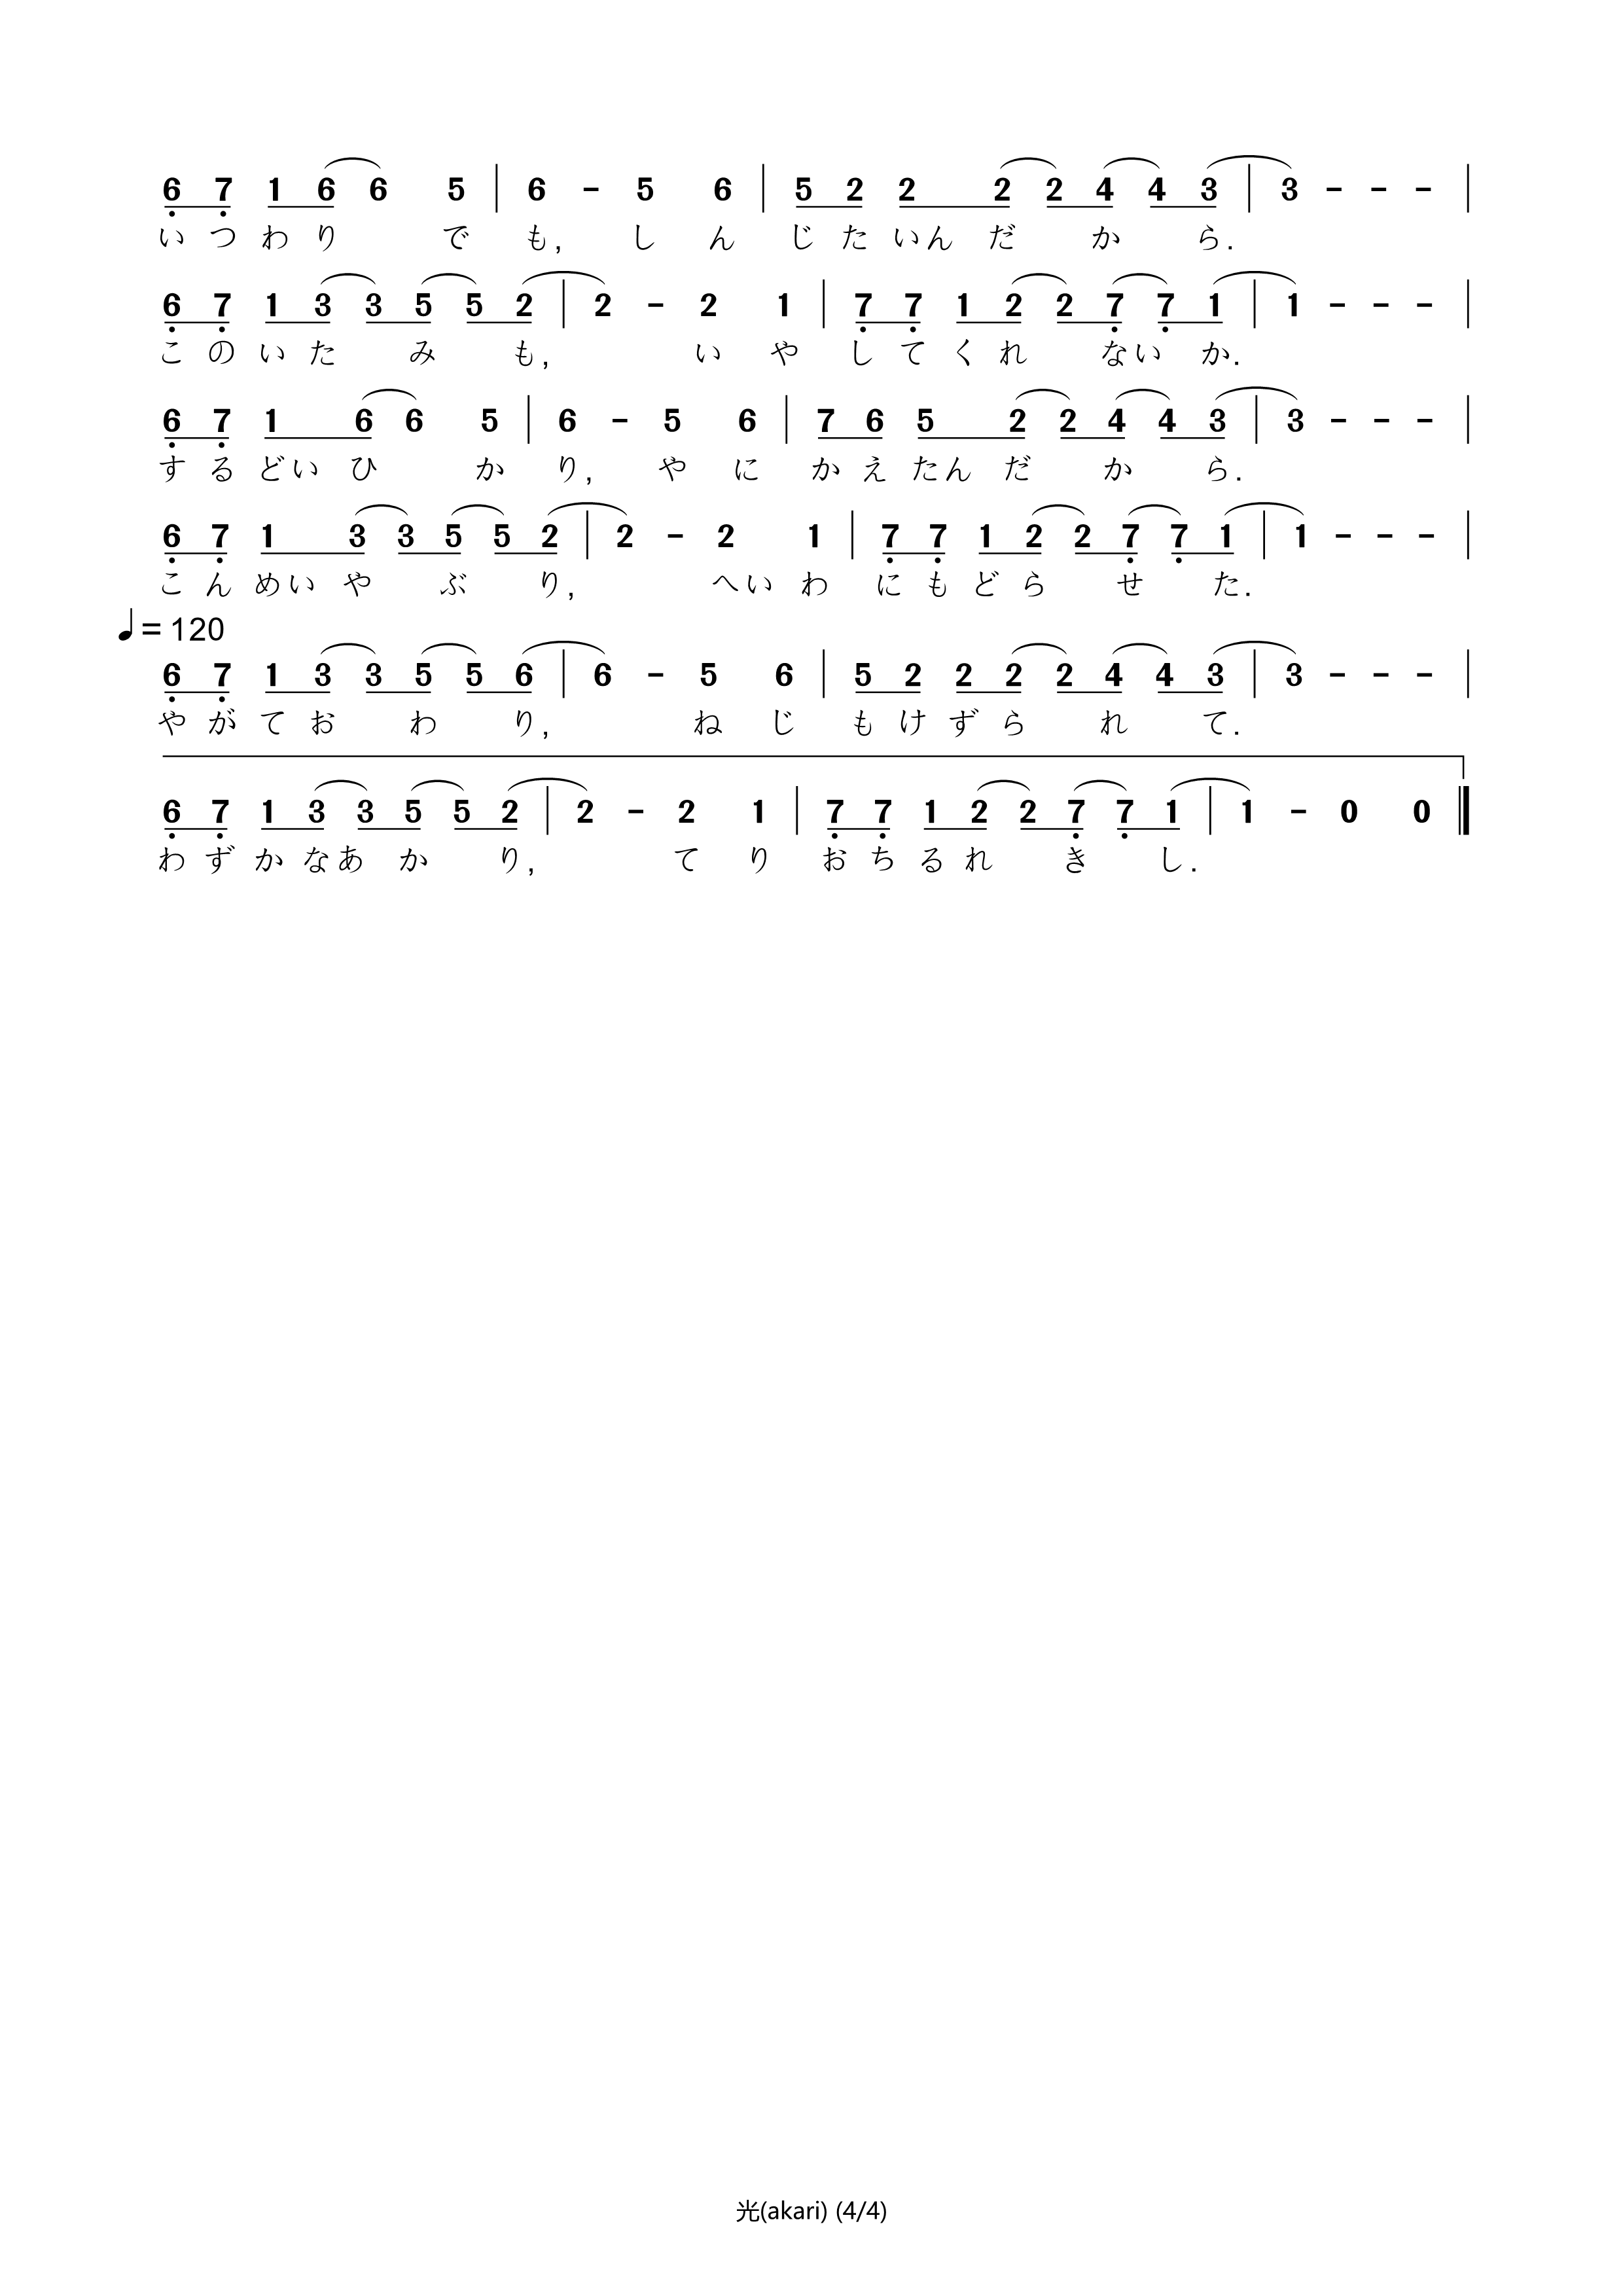 6 7 1 6 6 5 | 6 - 5 6 | 5 2 2 2 2 4 4 3 | 3 - - - |
い つ わ り で も, し ん じ た いん だ か ら.
6 7 1 3 3 5 5 2 | 2 - 2 1 | 7 7 1 2 2 7 7 1 | 1 - - - |
こ の い た み も, い や し て く れ ない か.
6 7 1 6 6 5 | 6 - 5 6 | 7 6 5 2 2 4 4 3 | 3 - - - |
す る どい ひ か り, や に か え たん だ か ら.
6 7 1 3 3 5 5 2 | 2 - 2 1 | 7 7 1 2 2 7 7 1 | 1 - - - |
こ ん めい や ぶ り, へい わ に も ど ら せ た.
♩= 120
6 7 1 3 3 5 5 6 | 6 - 5 6 | 5 2 2 2 2 4 4 3 | 3 - - - |
や が て お わ り, ね じ も け ず ら れ て.
6 7 1 3 3 5 5 2 | 2 - 2 1 | 7 7 1 2 2 7 7 1 | 1 - 0 0 ‖
わ ず か なあ か り, て り お ち る れ き し.
光(akari) (4/4)